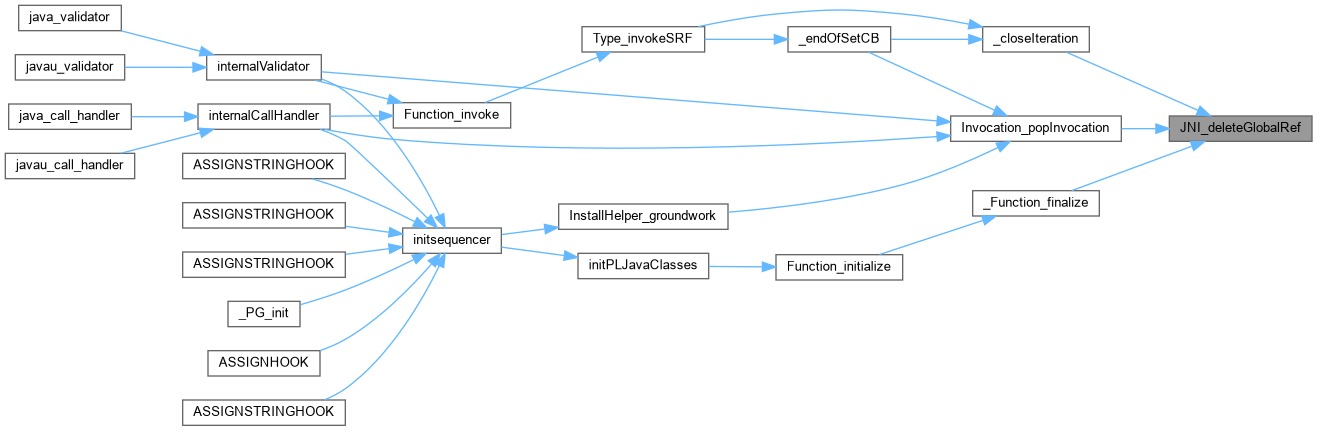 java_validator
javau_validator
java_call_handler
javau_call_handler
internalValidator
internalCallHandler
ASSIGNSTRINGHOOK
ASSIGNSTRINGHOOK
ASSIGNSTRINGHOOK
_PG_init
ASSIGNHOOK
ASSIGNSTRINGHOOK
Function_invoke
initsequencer
Type_invokeSRF
InstallHelper_groundwork
initPLJavaClasses
_endOfSetCB
Function_initialize
_closeIteration
Invocation_popInvocation
_Function_finalize
JNI_deleteGlobalRef